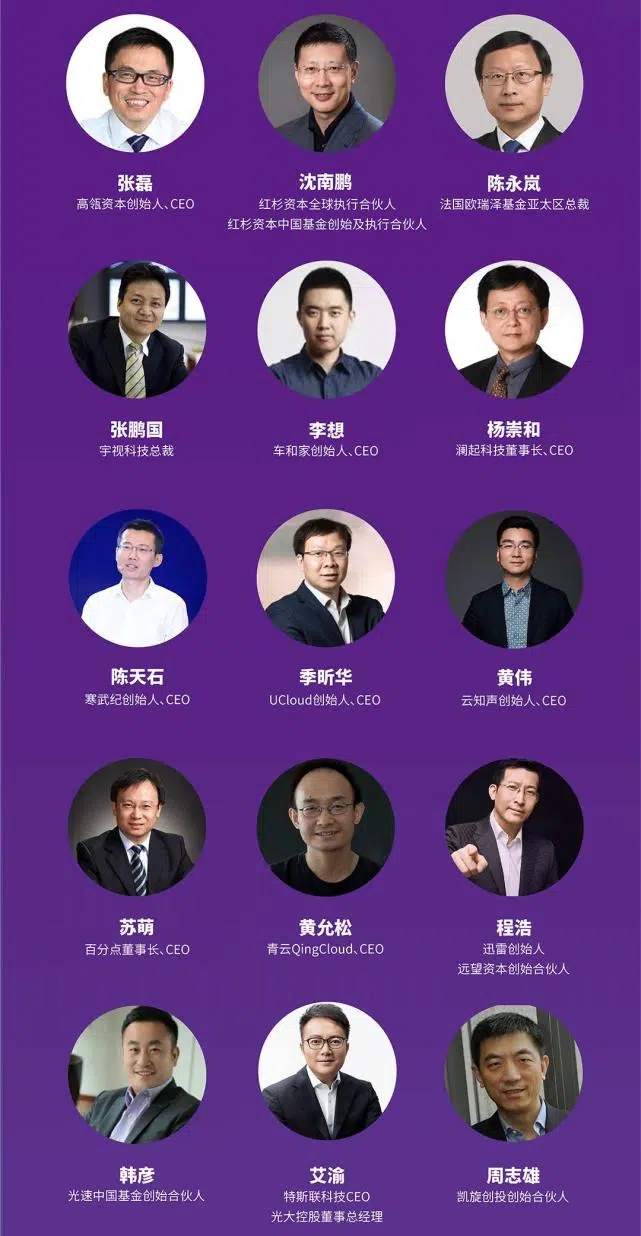 张磊
高瓴资本创始人、CEO
沈南鹏
红杉资本全球执行合伙人
红杉资本中国基金创始及执行合伙人
陈永岚
法国欧瑞泽基金亚太区总裁
张鹏国
宇视科技总裁
李想
车和家创始人、CEO
杨崇和
澜起科技董事长、CEO
陈天石
寒武纪创始人、CEO
季昕华
UCloud创始人、CEO
黄伟
云知声创始人、CEO
苏萌
百分点董事长、CEO
黄允松
青云QingCloud、CEO
程浩
迅雷创始人
远望资本创始合伙人
韩彦
光速中国基金创始合伙人
艾渝
特斯联科技CEO
光大控股董事总经理
周志雄
凯旋创投创始合伙人